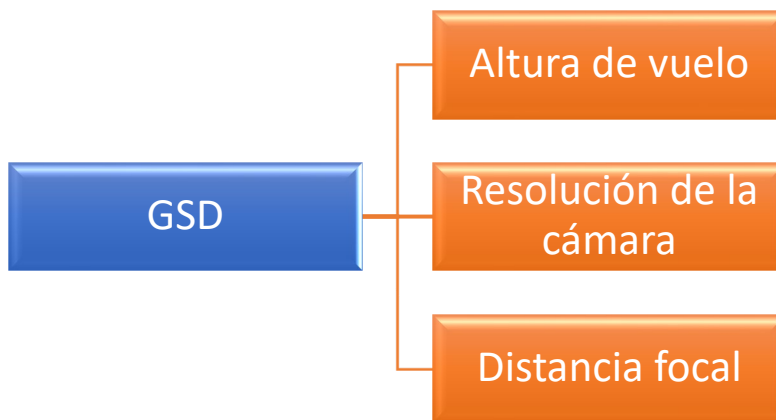 GSD
Altura de vuelo
Resolución de la
cámara
Distancia focal